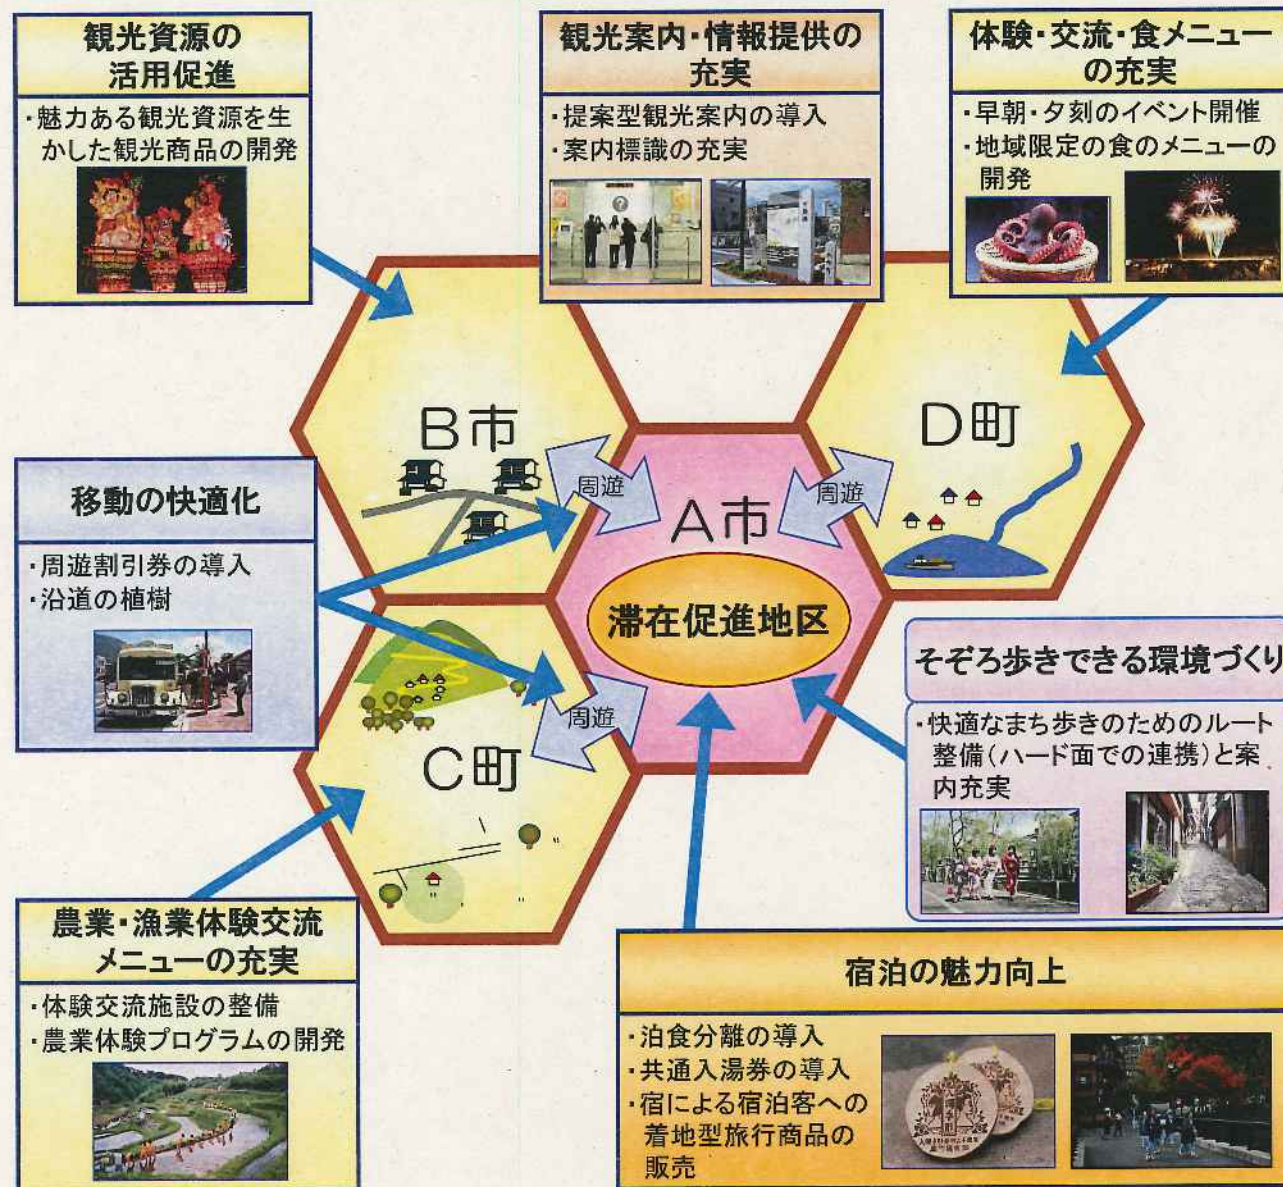 観光資源の
活用促進
・魅力ある観光資源を生
かした観光商品の開発
観光案内・情報提供の
充実
・提案型観光案内の導入
・案内標識の充実
体験・交流・食メニュー
の充実
・早朝・夕刻のイベント開催
・地域限定の食のメニューの
開発
B市
周遊
A市
周遊
D町
滞在促進地区
移動の快適化
・周遊割引券の導入
・沿道の植樹
周遊
C町
そぞろ歩きできる環境づくり
・快適なまち歩きのためのルート
整備(ハード面での連携)と案
内充実
農業・漁業体験交流
メニューの充実
・体験交流施設の整備
・農業体験プログラムの開発
宿泊の魅力向上
・泊食分離の導入
・共通入湯券の導入
・宿による宿泊客への
着地型旅行商品の
販売